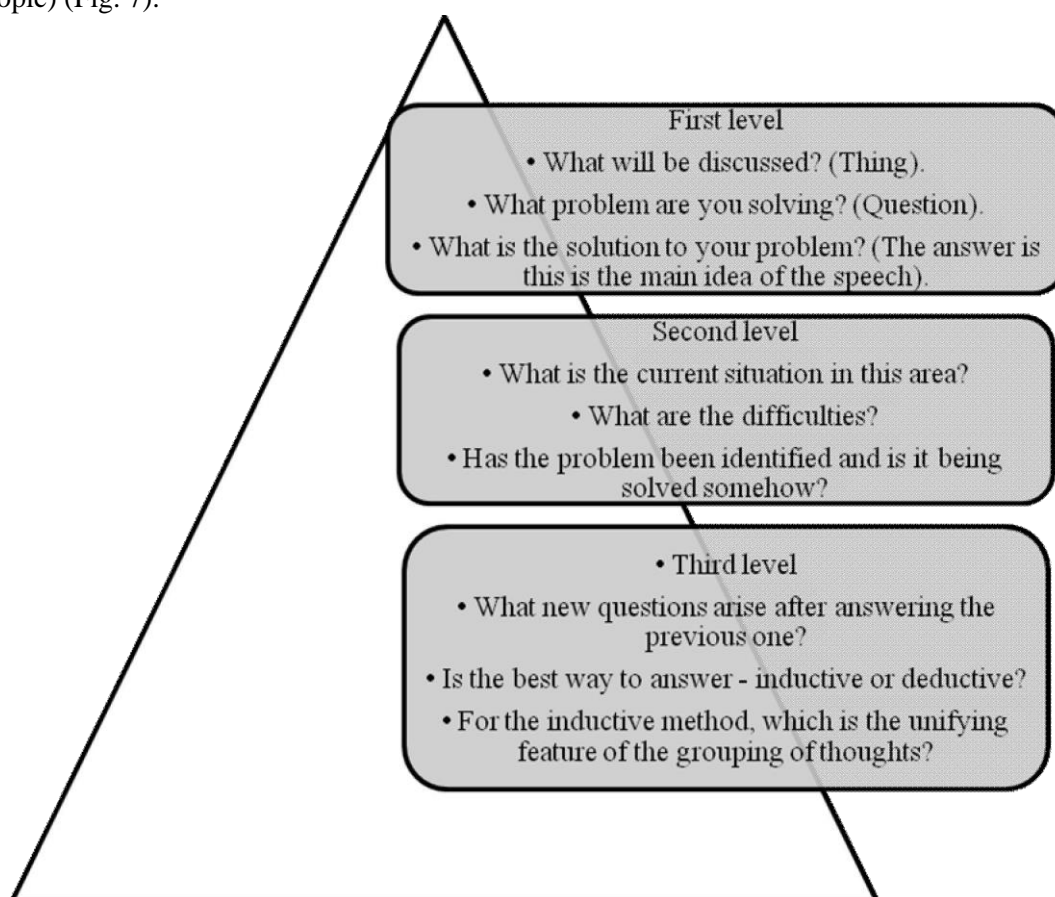 opic) (Fig. 7).
First level
• What will be discussed? (Thing).
• What problem are you solving? (Question).
• What is the solution to your problem? (The answer is
this is the main idea of the speech).
Second level
• What is the current situation in this area?
• What are the difficulties?
• Has the problem been identified and is it being
solved somehow?
• Third level
• What new questions arise after answering the
previous one?
• Is the best way to answer - inductive or deductive?
• For the inductive method, which is the unifying
feature of the grouping of thoughts?